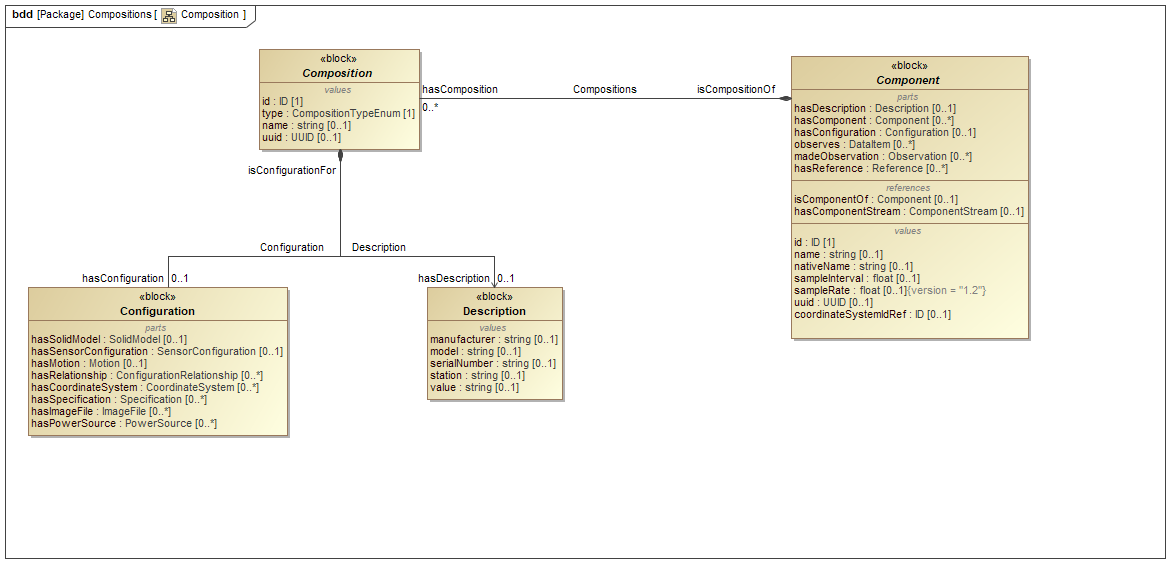 bdd [Package] Compositions [ Composition ]
«block»
Composition
values
id : ID [1]
type : CompositionTypeEnum [1]
name : string [0..1]
uuid : UUID [0..1]
hasComposition
0..*
Compositions
isCompositionOf
«block»
Component
parts
hasDescription : Description [0..1]
hasComponent : Component [0..*]
hasConfiguration : Configuration [0..1]
observes : DataItem [0..*]
madeObservation : Observation [0..*]
hasReference : Reference [0..*]
references
isComponentOf : Component [0..1]
hasComponentStream : ComponentStream [0..1]
values
id : ID [1]
name : string [0..1]
nativeName : string [0..1]
sampleInterval : float [0..1]
sampleRate : float [0..1]{version = "1.2"}
uuid : UUID [0..1]
coordinateSystemIdRef : ID [0..1]
isConfigurationFor
Configuration
Description
hasConfiguration 0..1
hasDescription 0..1
«block»
Configuration
parts
hasSolidModel : SolidModel [0..1]
hasSensorConfiguration : SensorConfiguration [0..1]
hasMotion : Motion [0..1]
hasRelationship : ConfigurationRelationship [0..*]
hasCoordinateSystem : CoordinateSystem [0..*]
hasSpecification : Specification [0..*]
hasImageFile : ImageFile [0..*]
hasPowerSource : PowerSource [0..*]
«block»
Description
values
manufacturer : string [0..1]
model : string [0..1]
serialNumber : string [0..1]
station : string [0..1]
value : string [0..1]